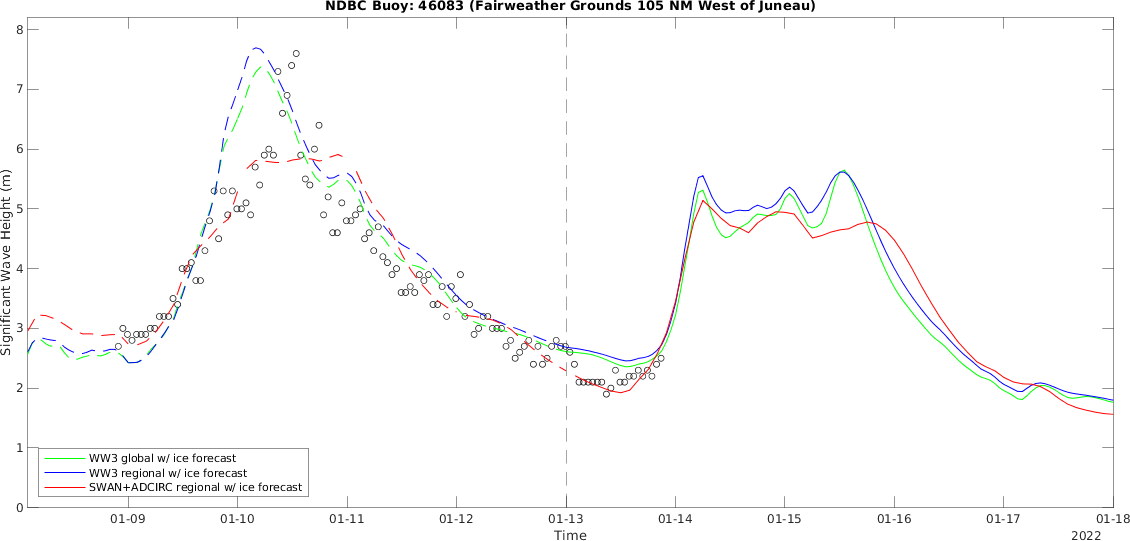 NDBC Buoy: 46083 (Fairweather Grounds 105 NM West of Juneau)
8
7
6
5
4
3
2
1
0
Significant Wave Height (m)
WW3 global w/ ice forecast
WW3 regional w/ ice forecast
SWAN+ADCIRC regional w/ ice forecast
01-09 01-10 01-11 01-12 01-13 01-14 01-15 01-16 01-17 01-18
Time
2022